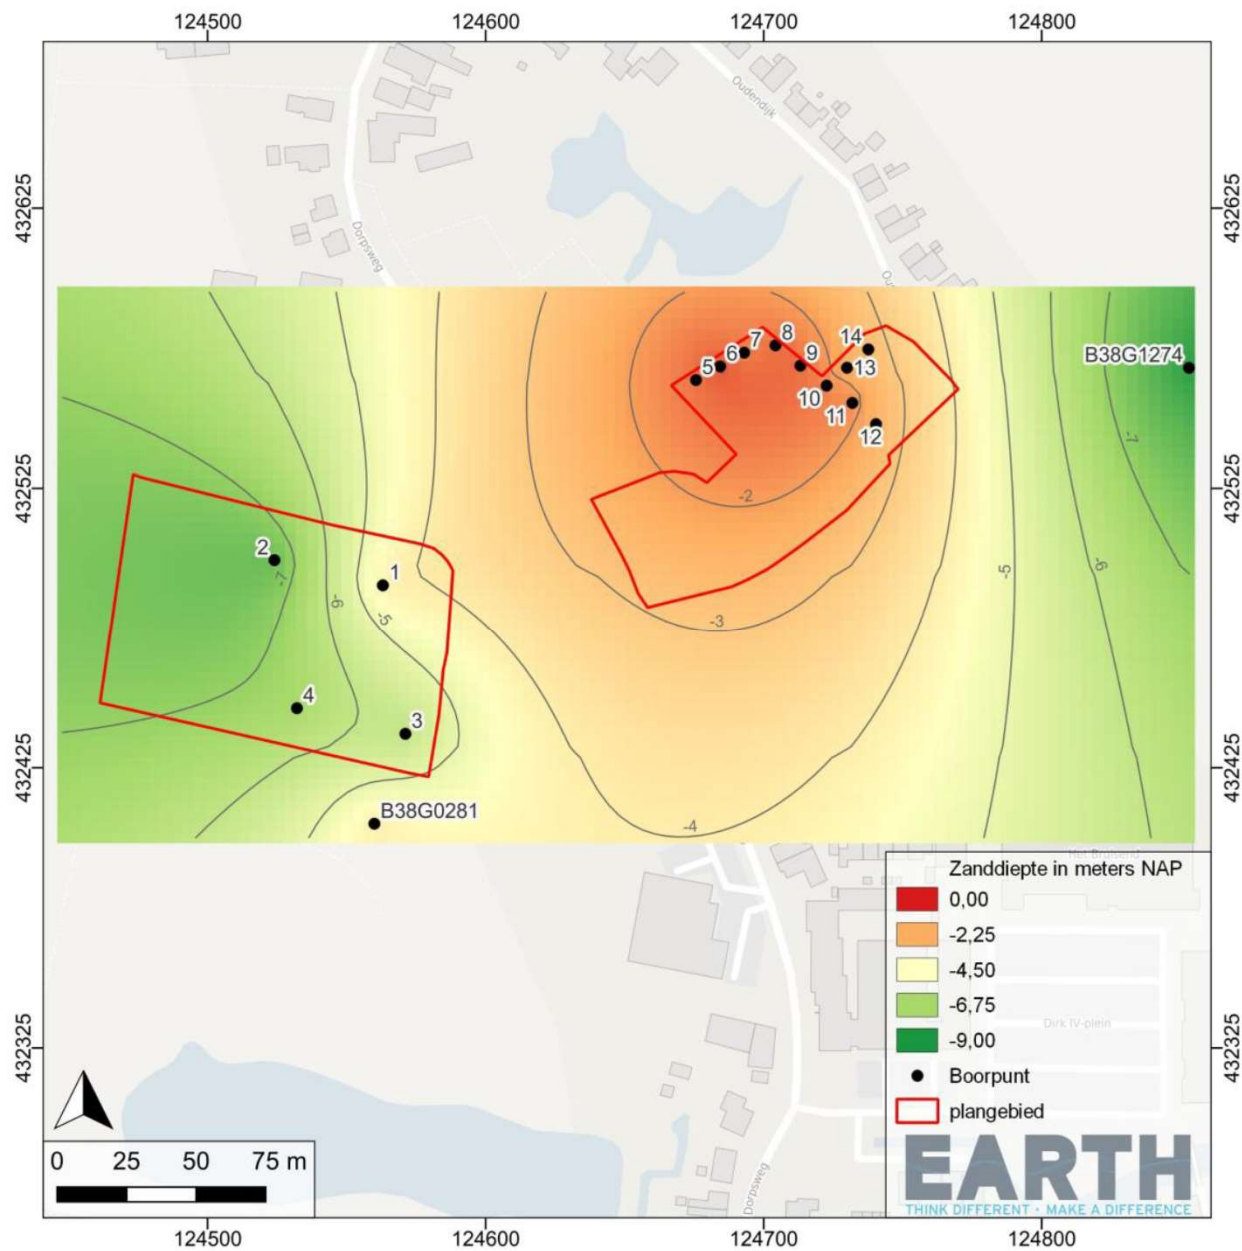 124500 124600 124700 124800
Oudendijk
432625 432625
Dorpsweg
Ou
8
7 14
6 9 B38G1274
5 13
10
11
12
-7
-2
432525 432525
2
1
-7 -5 -6
-6
-5
-3
4
3
432425 432425
B38G0281
-4
Het Bruisend
Zanddiepte in meters NAP
0,00
-2,25
-4,50
-6,75
-9,00
Boorpunt
plangebied
Dirk IV-plein
432325 432325
Dorpsweg
0 25 50 75 m
EARTH
THINK DIFFERENT · MAKE A DIFFERENCE
124500 124600 124700 124800